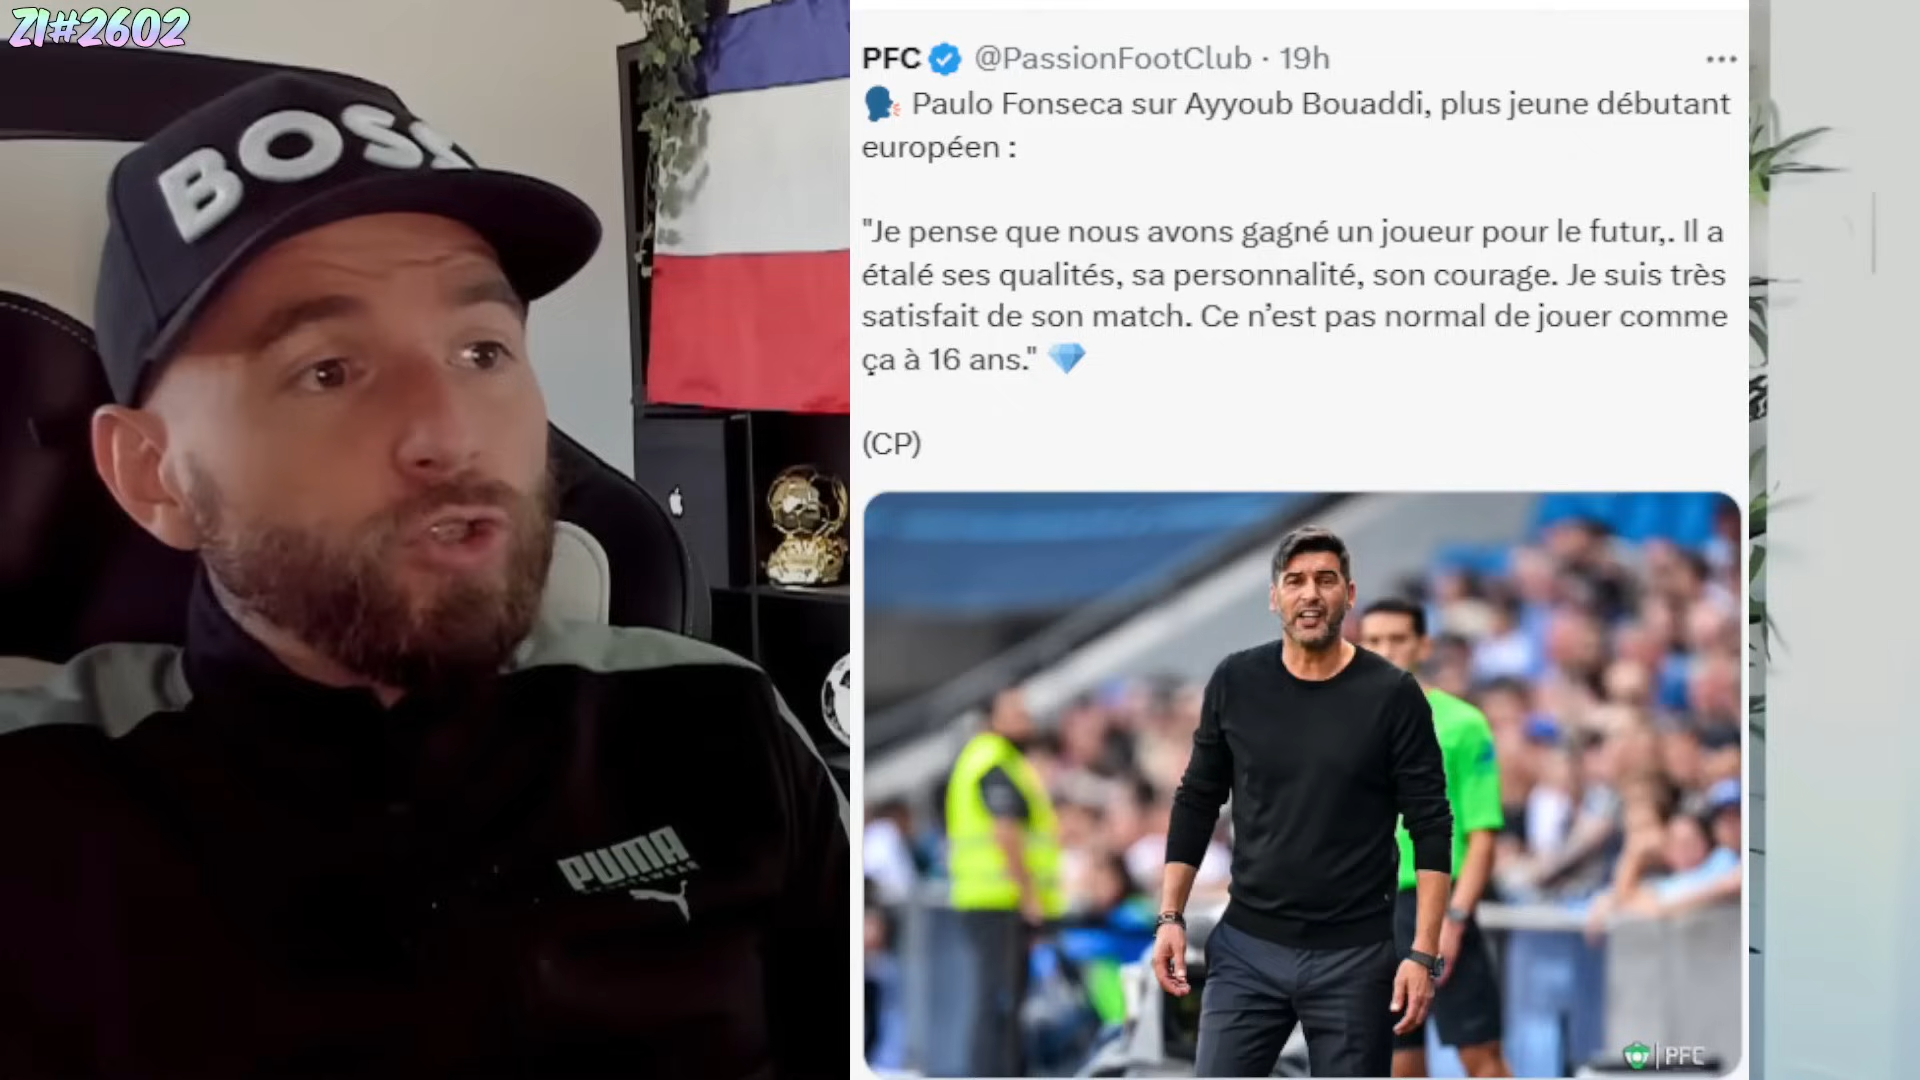 ZI#2602
BOSS
PUMA
PFC @PassionFootClub · 19h
Paulo Fonseca sur Ayyoub Bouaddi, plus jeune débutant
européen :
"Je pense que nous avons gagné un joueur pour le futur,. Il a
étalé ses qualités, sa personnalité, son courage. Je suis très
satisfait de son match. Ce n’est pas normal de jouer comme
ça à 16 ans."
(CP)
PFC